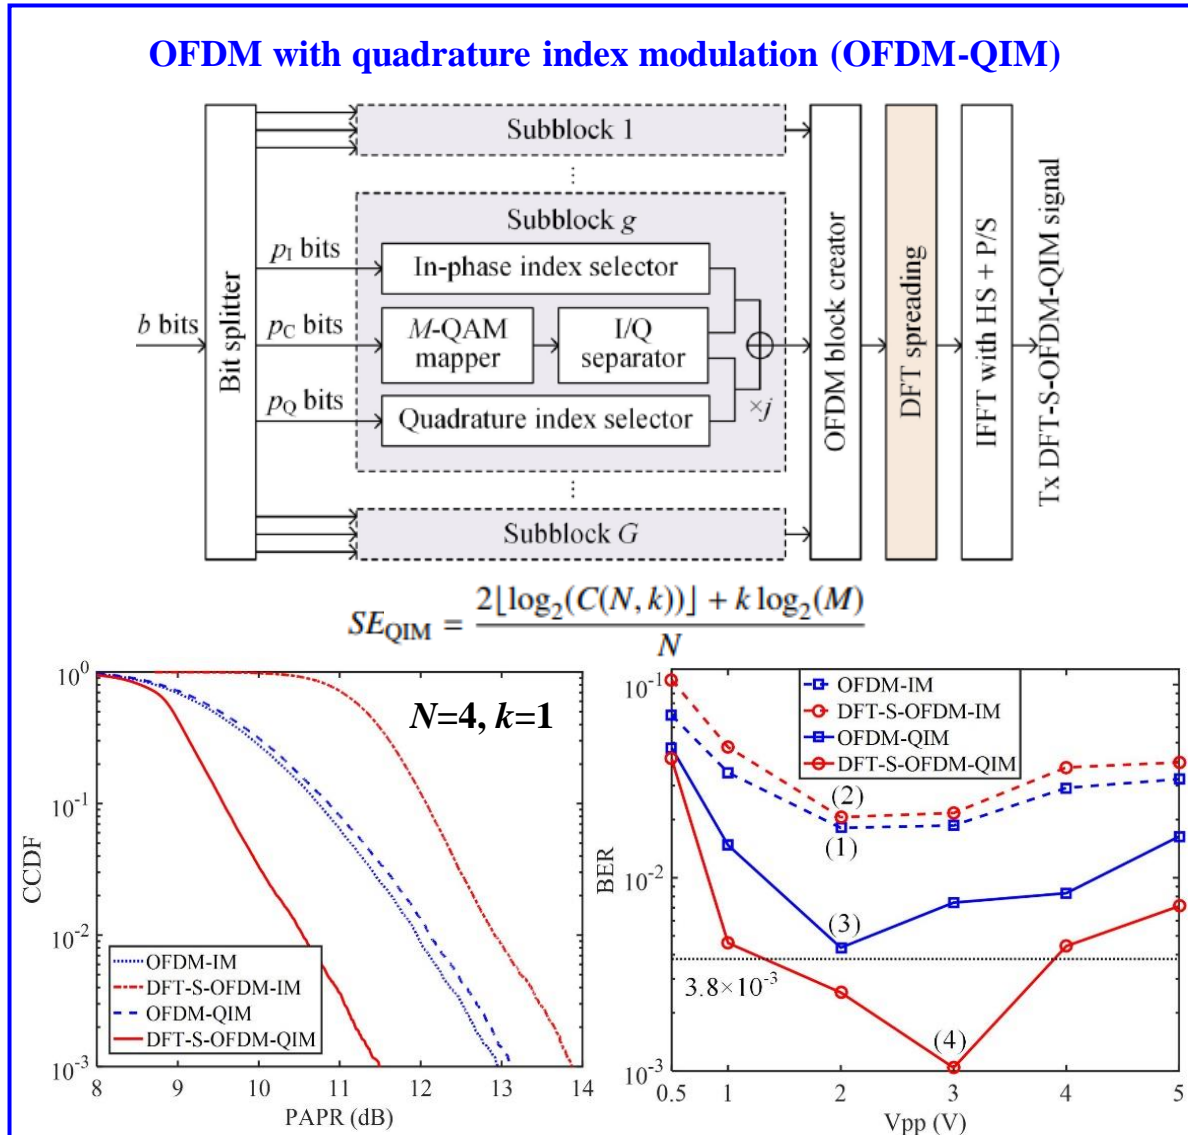 OFDM with quadrature index modulation (OFDM-QIM)
Bit splitter
b bits
p_I bits
p_C bits
p_Q bits
Subblock 1
⋮
Subblock g
In-phase index selector
M-QAM
mapper
I/Q
separator
Quadrature index selector
×j
⋮
Subblock G
OFDM block creator
DFT spreading
IFFT with HS + P/S
Tx DFT-S-OFDM-QIM signal
SE_QIM = (2⌊log₂(C(N, k))⌋ + k log₂(M)) / N
CCDF
10⁰
10⁻¹
10⁻²
10⁻³
N=4, k=1
OFDM-IM
DFT-S-OFDM-IM
OFDM-QIM
DFT-S-OFDM-QIM
8 9 10 11 12 13 14
PAPR (dB)
BER
10⁻¹
10⁻²
10⁻³
OFDM-IM
DFT-S-OFDM-IM
OFDM-QIM
DFT-S-OFDM-QIM
(2)
(1)
(3)
3.8×10⁻³
(4)
0.5 1 2 3 4 5
Vpp (V)